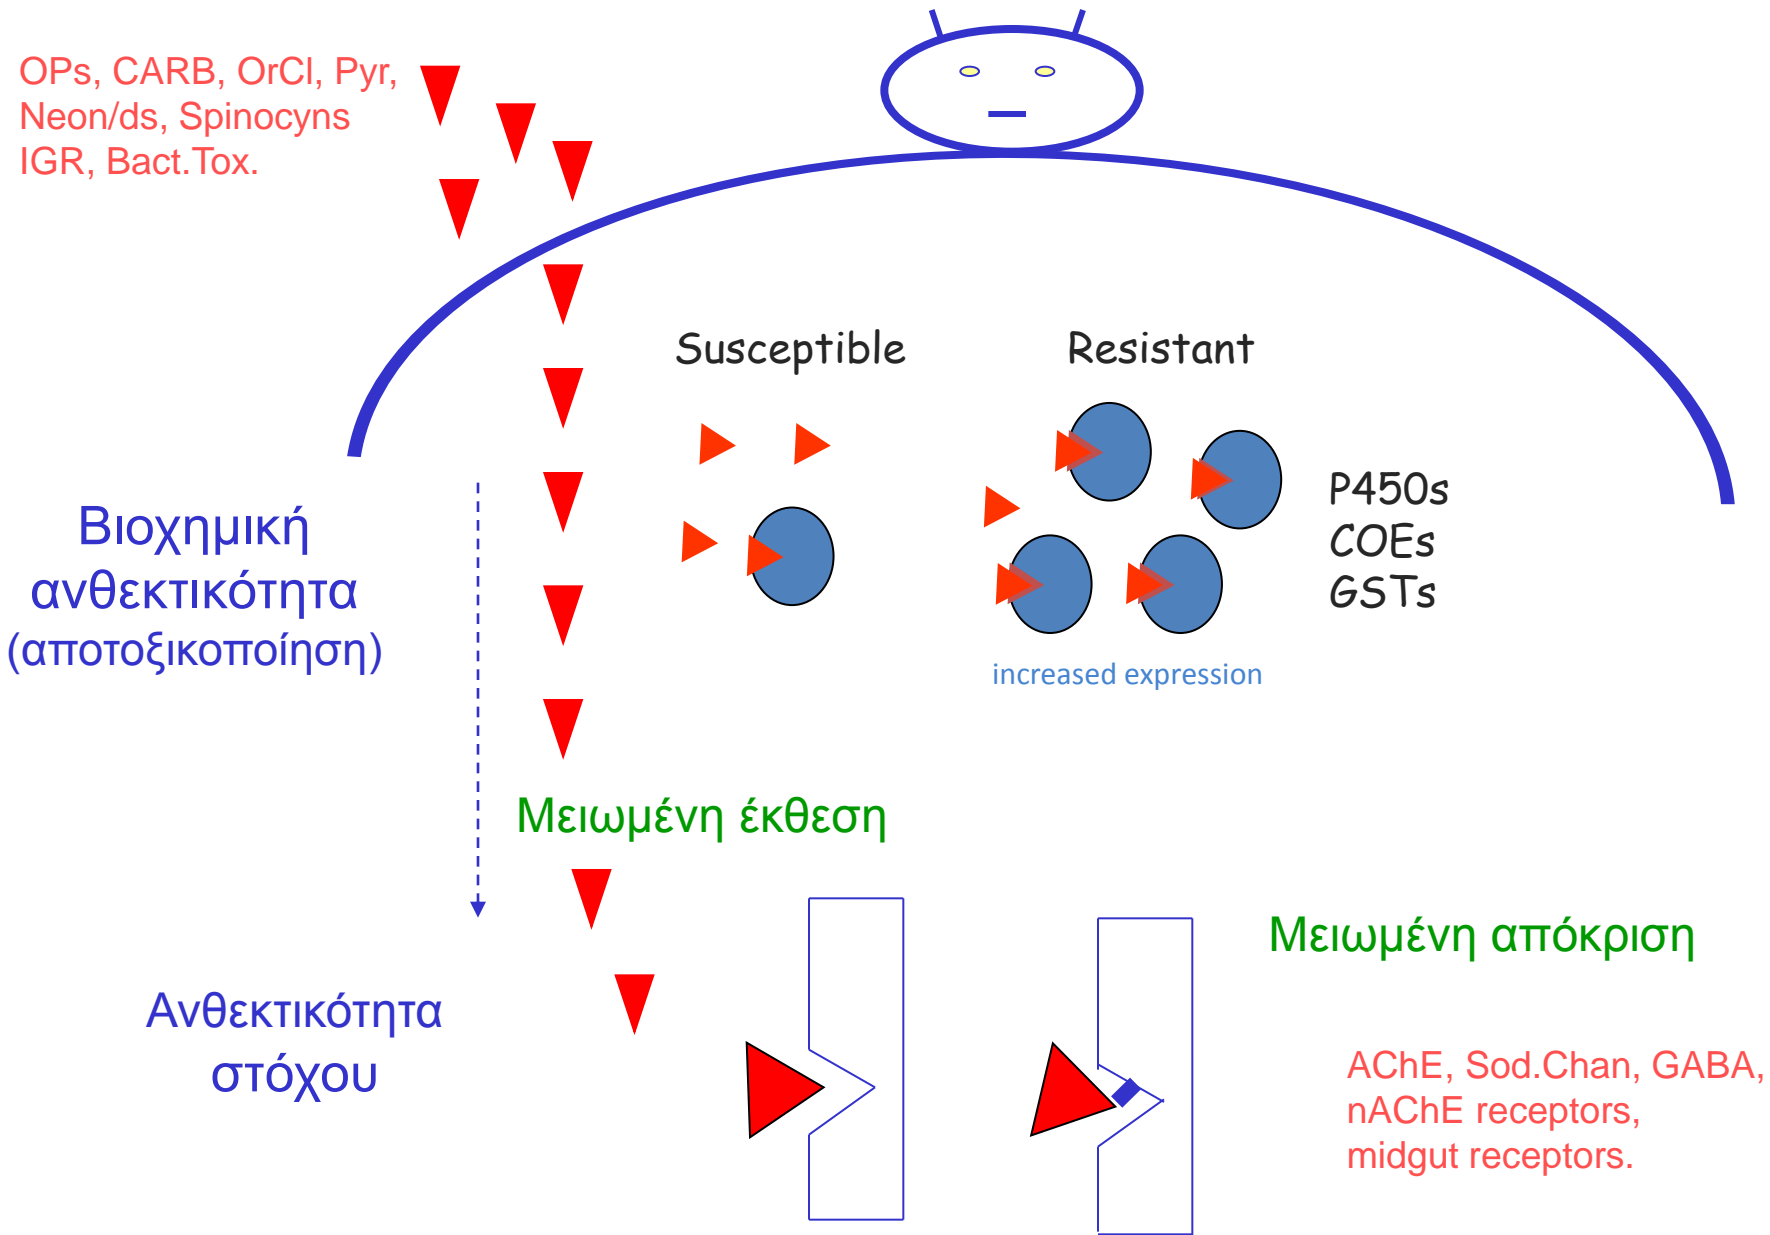 OPs, CARB, OrCl, Pyr,
Neon/ds, Spinocyns
IGR, Bact.Tox.
Susceptible
Resistant
P450s
COEs
GSTs
Βιοχημική
ανθεκτικότητα
(αποτοξικοποίηση)
increased expression
Μειωμένη έκθεση
Μειωμένη απόκριση
Ανθεκτικότητα
στόχου
AChE, Sod.Chan, GABA,
nAChE receptors,
midgut receptors.